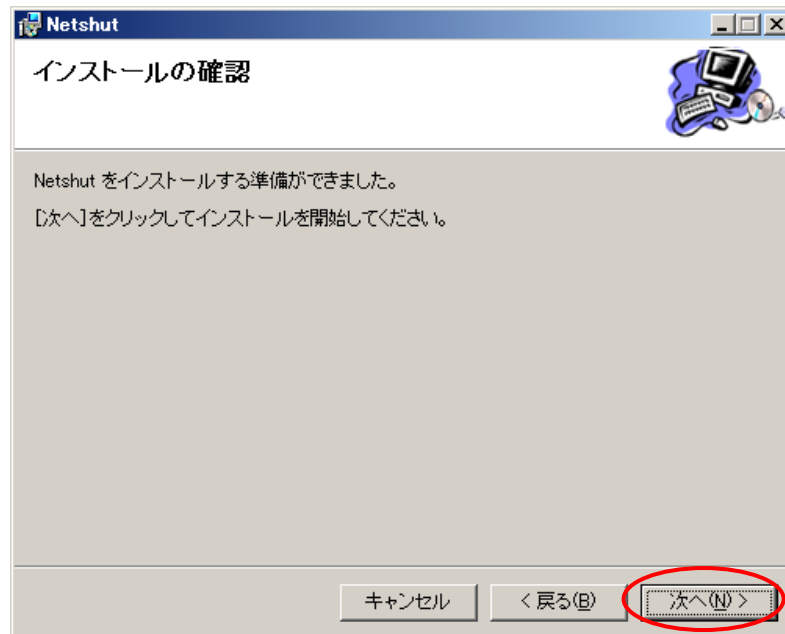 Netshut
インストールの確認
Netshut をインストールする準備ができました。
[次へ]をクリックしてインストールを開始してください。
キャンセル
< 戻る(B)
次へ(N) >